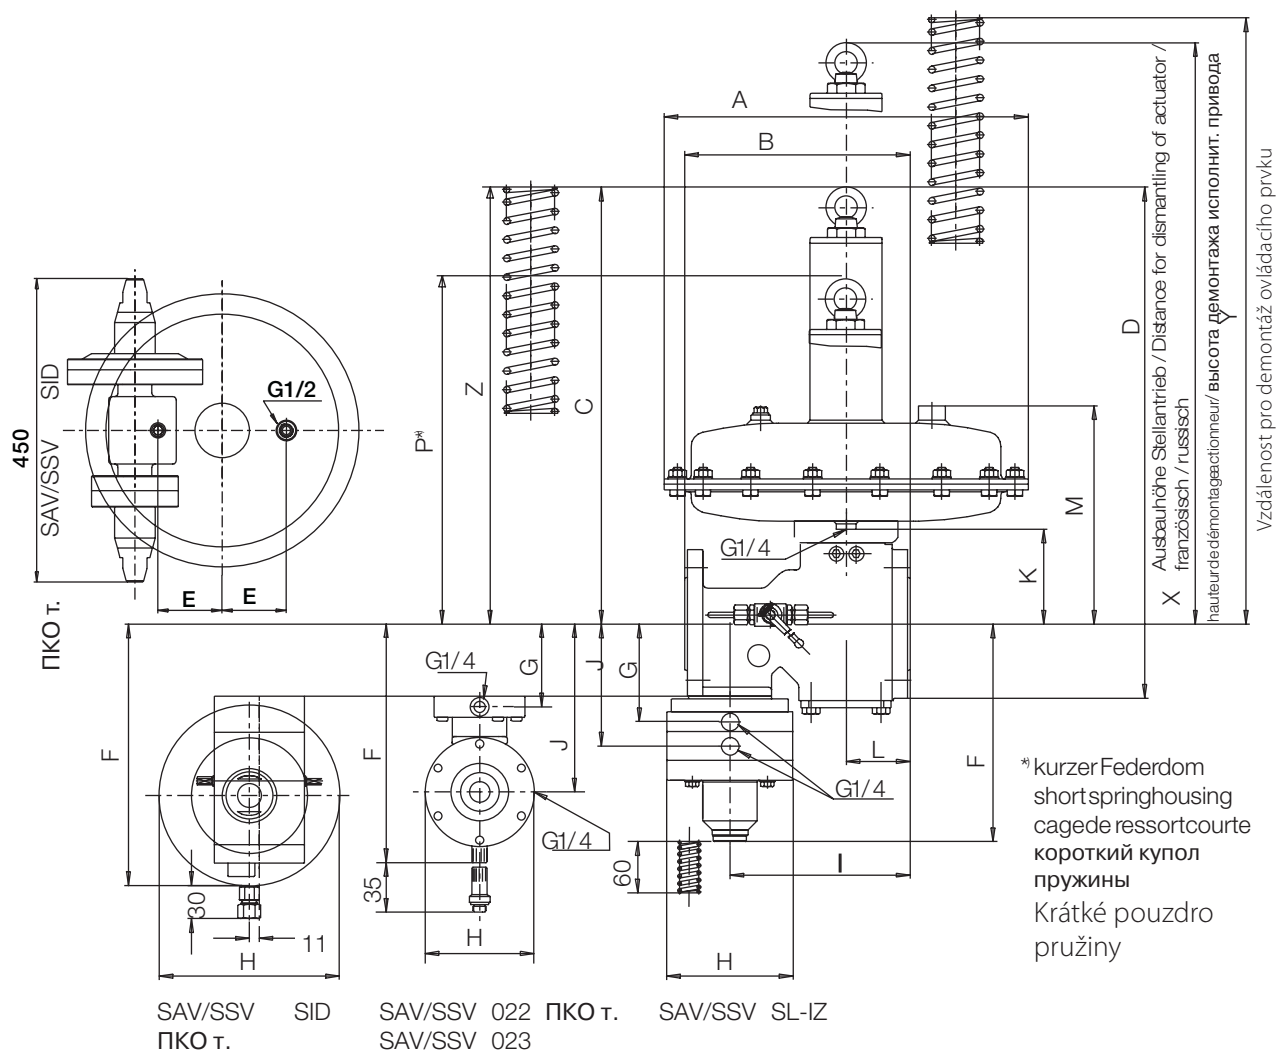 A
B
Z
C
P*)
D
M
K
X
Ausbauhöhe Stellantrieb / Distance for dismantling of actuator /
französisch / russisch
hauteur de démontage actionneur/ высота демонтажа исполнит. привода
Y
Vzdálenost pro demontáž ovládacího prvku
450
SAV/SSV SID
ПКО т.
G1/2
E
E
G1/4
F
30
11
H
G1/4
F
G
J
35
H
G1/4
J
G
G1/4
L
F
60
I
H
*) kurzer Federdom
short spring housing
cage de ressort courte
короткий купол
пружины
Krátké pouzdro
pružiny
SAV/SSV SID
ПКО т.
SAV/SSV 022 ПКО т.
SAV/SSV 023
SAV/SSV SL-IZ